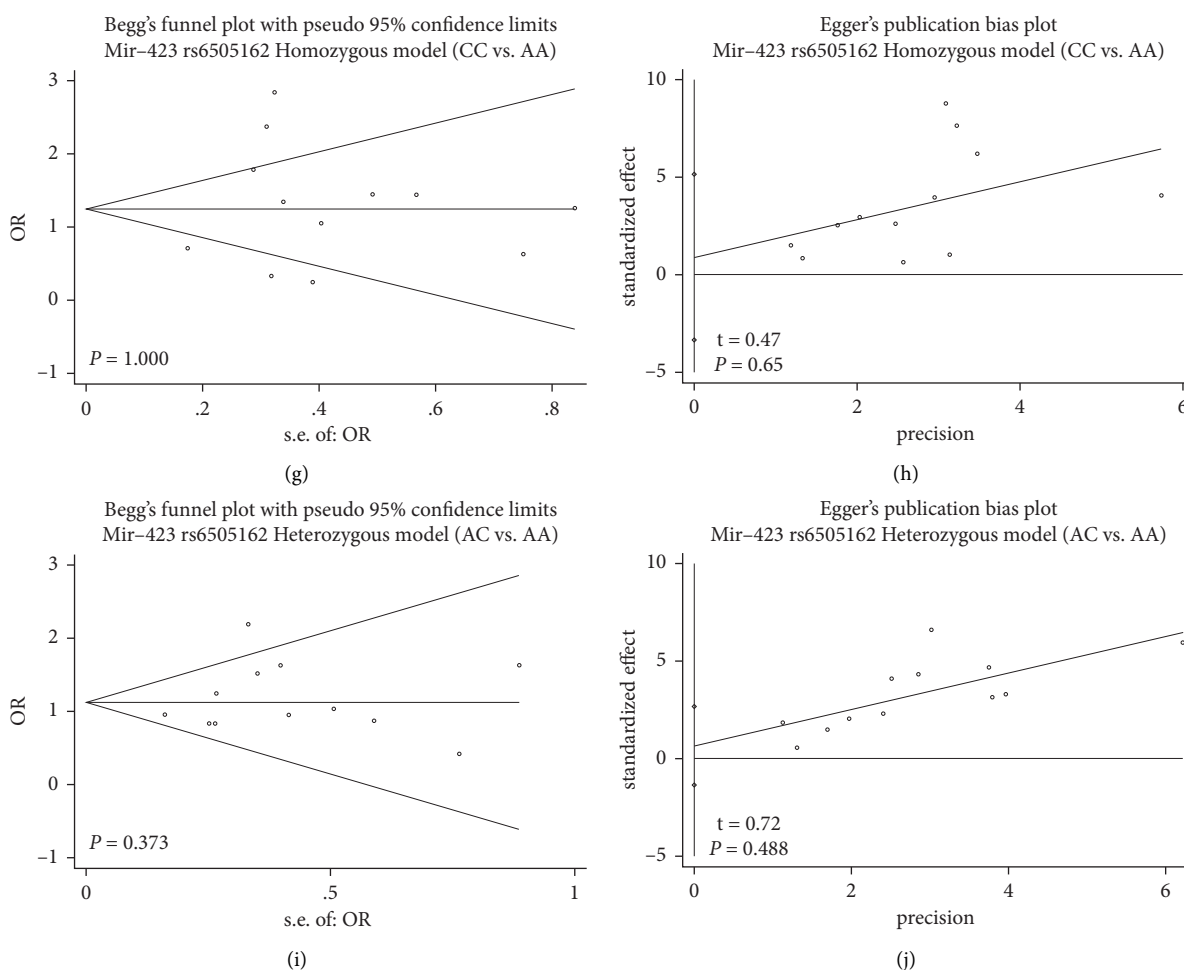 Begg's funnel plot with pseudo 95% confidence limits
Mir–423 rs6505162 Homozygous model (CC vs. AA)
3
2
1
0
–1
OR
P = 1.000
0
.2
.4
.6
.8
s.e. of: OR
(g)
Egger's publication bias plot
Mir–423 rs6505162 Homozygous model (CC vs. AA)
10
5
0
–5
standardized effect
t = 0.47
P = 0.65
0
2
4
6
precision
(h)
Begg's funnel plot with pseudo 95% confidence limits
Mir–423 rs6505162 Heterozygous model (AC vs. AA)
3
2
1
0
–1
OR
P = 0.373
0
.5
1
s.e. of: OR
(i)
Egger's publication bias plot
Mir–423 rs6505162 Heterozygous model (AC vs. AA)
10
5
0
–5
standardized effect
t = 0.72
P = 0.488
0
2
4
6
precision
(j)